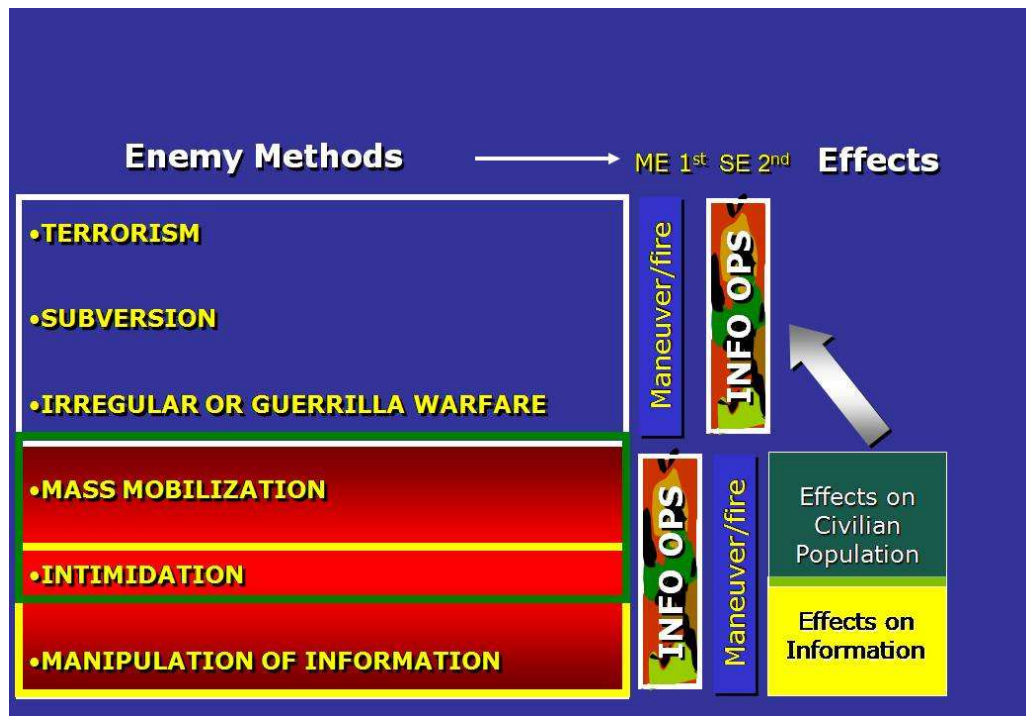 Enemy Methods
ME 1st SE 2nd
Effects
•TERRORISM
•SUBVERSION
•IRREGULAR OR GUERRILLA WARFARE
Maneuver/fire
INFO OPS
•MASS MOBILIZATION
•INTIMIDATION
•MANIPULATION OF INFORMATION
INFO OPS
Maneuver/fire
Effects on
Civilian
Population
Effects on
Information